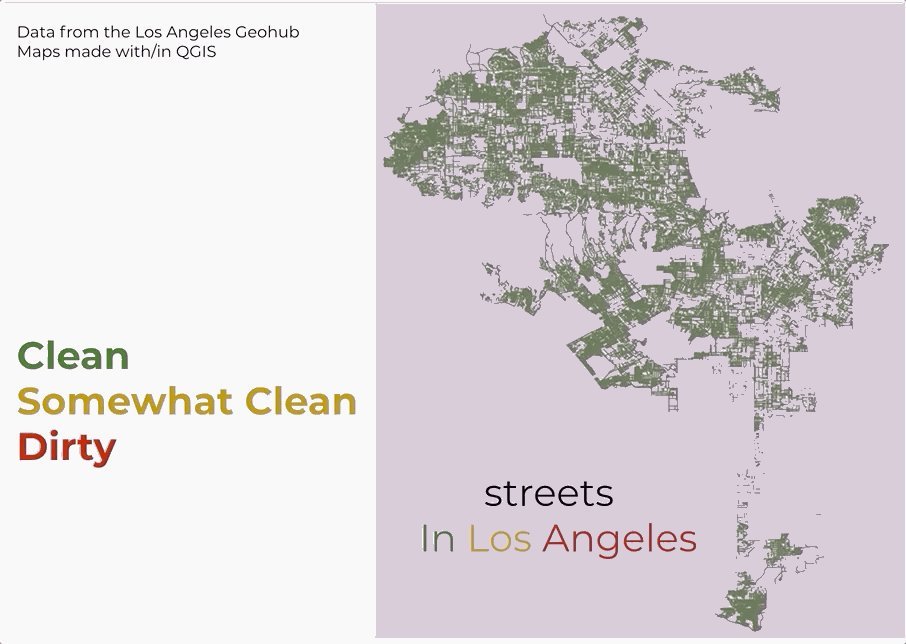 Data from the Los Angeles Geohub
Maps made with/in QGIS
Clean
Somewhat Clean
Dirty
streets
In Los Angeles